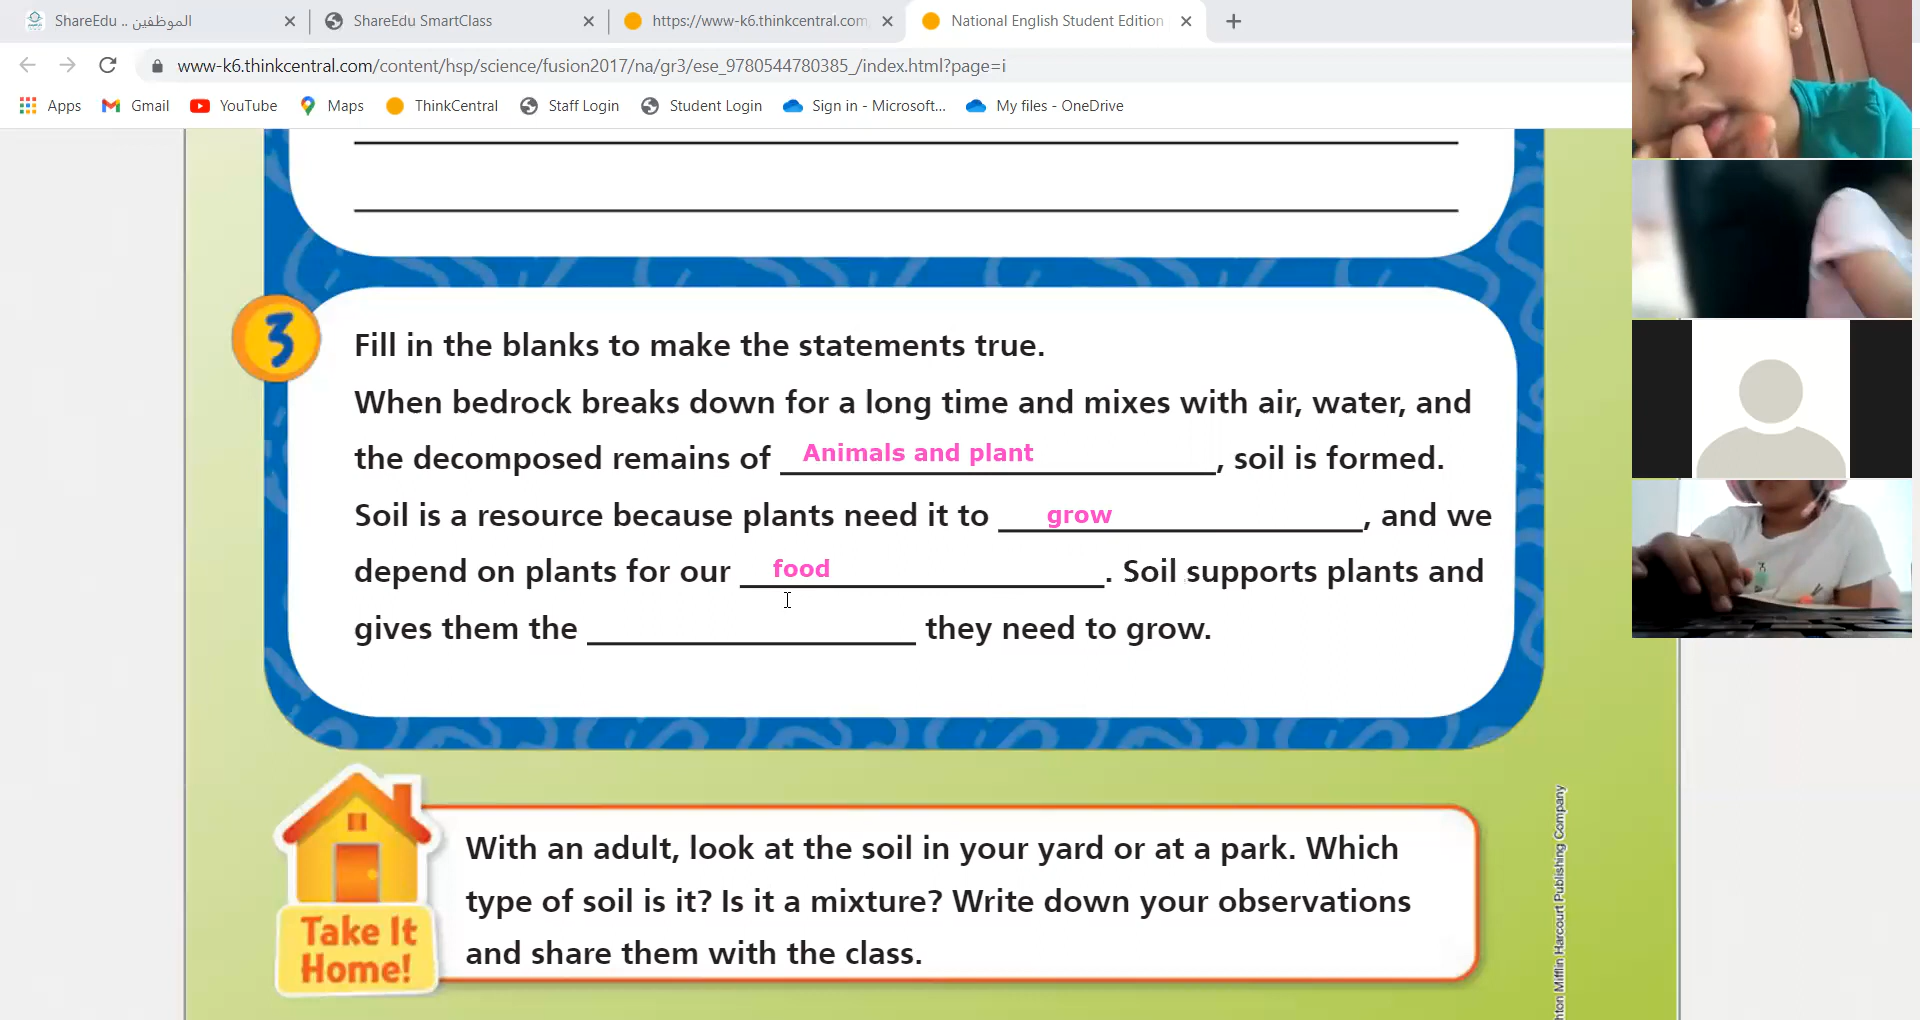 ShareEdu .. الموظفين
ShareEdu SmartClass
https://www-k6.thinkcentral.com
National English Student Edition
www-k6.thinkcentral.com/content/hsp/science/fusion2017/na/gr3/ese_9780544780385_/index.html?page=i
Apps
Gmail
YouTube
Maps
ThinkCentral
Staff Login
Student Login
Sign in - Microsoft...
My files - OneDrive
3
Fill in the blanks to make the statements true.
When bedrock breaks down for a long time and mixes with air, water, and
the decomposed remains of Animals and plant, soil is formed.
Soil is a resource because plants need it to grow, and we
depend on plants for our food. Soil supports plants and
gives them the ____________________ they need to grow.
Take It
Home!
With an adult, look at the soil in your yard or at a park. Which
type of soil is it? Is it a mixture? Write down your observations
and share them with the class.
Mifflin Harcourt Publishing Company